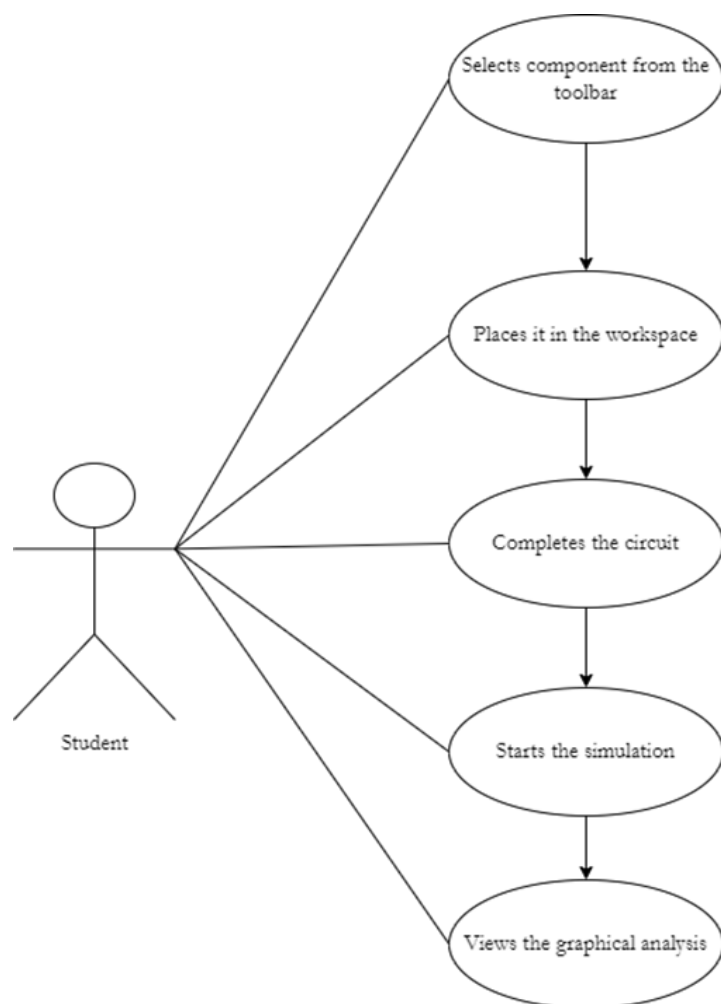 Selects component from the
toolbar
Places it in the workspace
Completes the circuit
Student
Starts the simulation
Views the graphical analysis